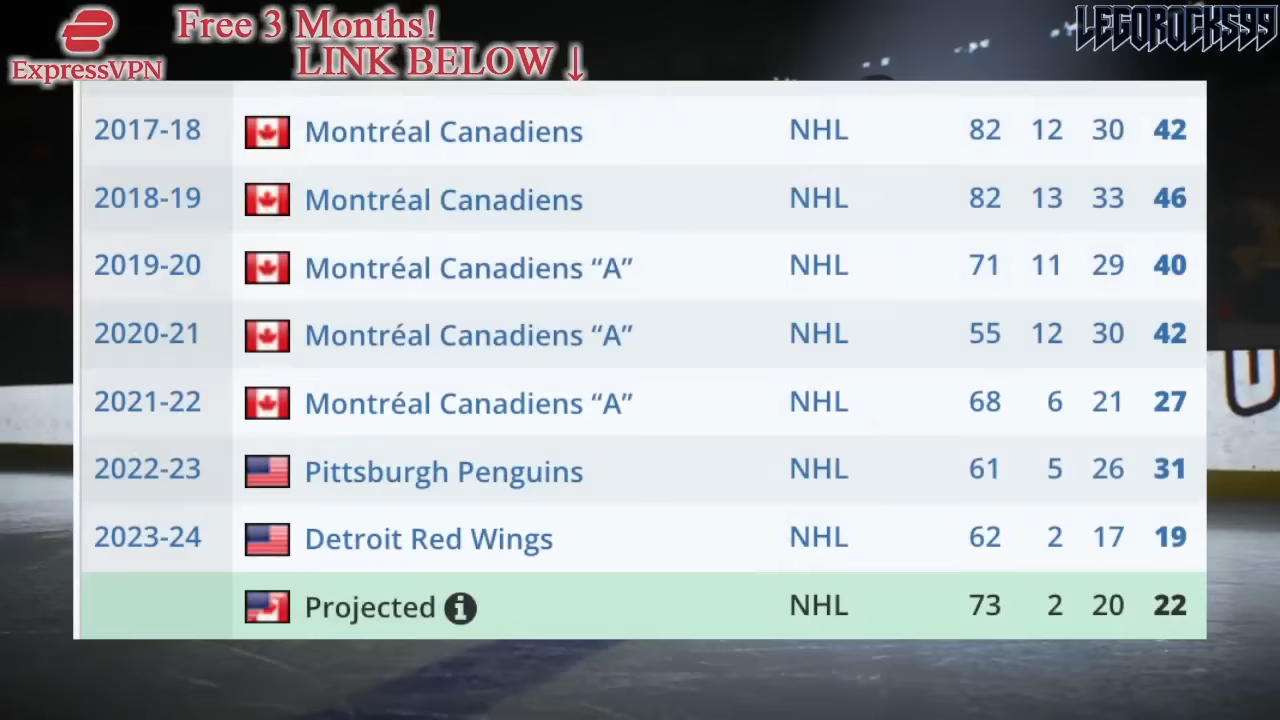 Free 3 Months!
LEGOROCKS99
ExpressVPN LINK BELOW ↓
2017-18 Montréal Canadiens NHL 82 12 30 42
2018-19 Montréal Canadiens NHL 82 13 33 46
2019-20 Montréal Canadiens “A” NHL 71 11 29 40
2020-21 Montréal Canadiens “A” NHL 55 12 30 42
2021-22 Montréal Canadiens “A” NHL 68 6 21 27
2022-23 Pittsburgh Penguins NHL 61 5 26 31
2023-24 Detroit Red Wings NHL 62 2 17 19
Projected i NHL 73 2 20 22